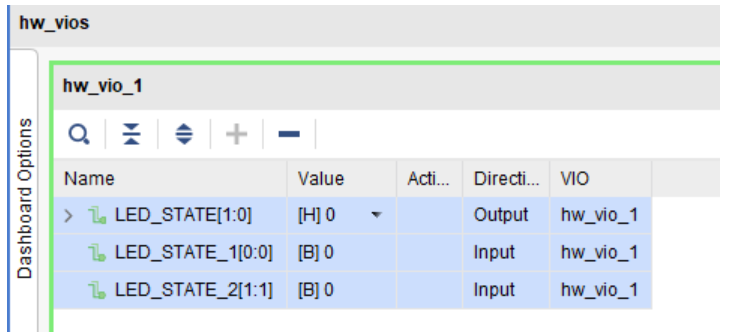 hw_vios
Dashboard Options
hw_vio_1
Name Value Acti... Directi... VIO
LED_STATE[1:0] [H] 0 Output hw_vio_1
LED_STATE_1[0:0] [B] 0 Input hw_vio_1
LED_STATE_2[1:1] [B] 0 Input hw_vio_1